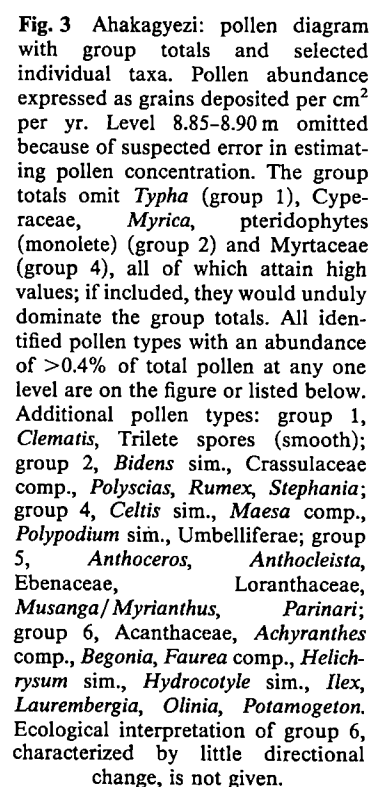 Fig. 3 Ahakagyezi: pollen diagram
with group totals and selected
individual taxa. Pollen abundance
expressed as grains deposited per cm²
per yr. Level 8.85–8.90 m omitted
because of suspected error in estimat-
ing pollen concentration. The group
totals omit Typha (group 1), Cype-
raceae, Myrica, pteridophytes
(monolete) (group 2) and Myrtaceae
(group 4), all of which attain high
values; if included, they would unduly
dominate the group totals. All iden-
tified pollen types with an abundance
of >0.4% of total pollen at any one
level are on the figure or listed below.
Additional pollen types: group 1,
Clematis, Trilete spores (smooth);
group 2, Bidens sim., Crassulaceae
comp., Polyscias, Rumex, Stephania;
group 4, Celtis sim., Maesa comp.,
Polypodium sim., Umbelliferae; group
5, Anthoceros, Anthocleista,
Ebenaceae, Loranthaceae,
Musanga/Myrianthus, Parinari;
group 6, Acanthaceae, Achyranthes
comp., Begonia, Faurea comp., Helich-
rysum sim., Hydrocotyle sim., Ilex,
Laurembergia, Olinia, Potamogeton.
Ecological interpretation of group 6,
characterized by little directional
change, is not given.